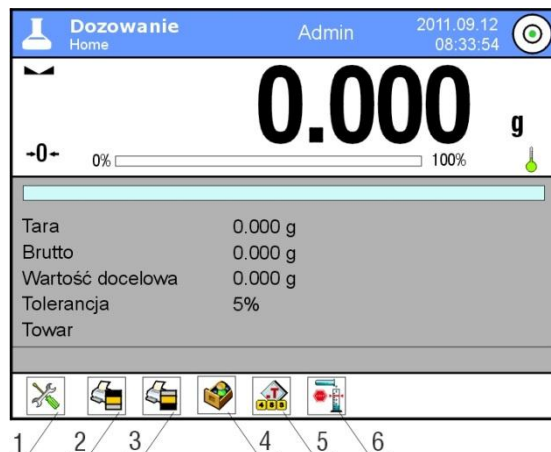 Dozowanie
Home
Admin
2011.09.12
08:33:54
0.000 g
→0←
0% 100%
Tara 0.000 g
Brutto 0.000 g
Wartość docelowa 0.000 g
Tolerancja 5%
Towar
1 2 3 4 5 6